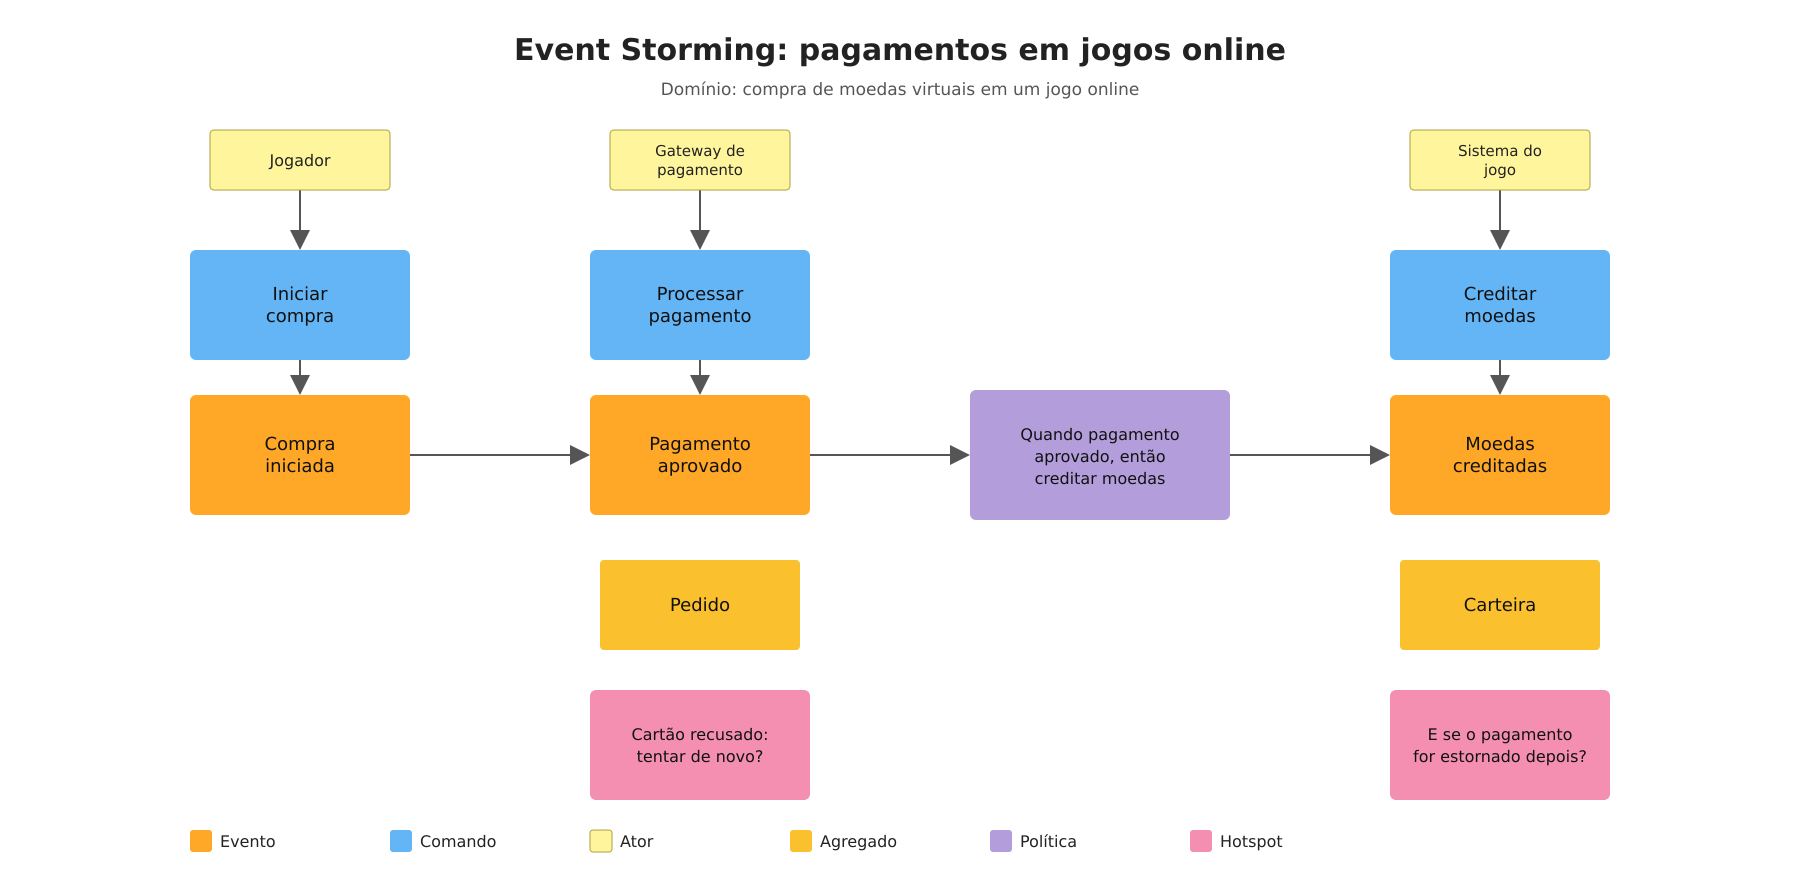 Event Storming: pagamentos em jogos online
Domínio: compra de moedas virtuais em um jogo online
Jogador
Gateway de
pagamento
Sistema do
jogo
Iniciar
compra
Processar
pagamento
Creditar
moedas
Compra
iniciada
Pagamento
aprovado
Quando pagamento
aprovado, então
creditar moedas
Moedas
creditadas
Pedido
Carteira
Cartão recusado:
tentar de novo?
E se o pagamento
for estornado depois?
Evento
Comando
Ator
Agregado
Política
Hotspot